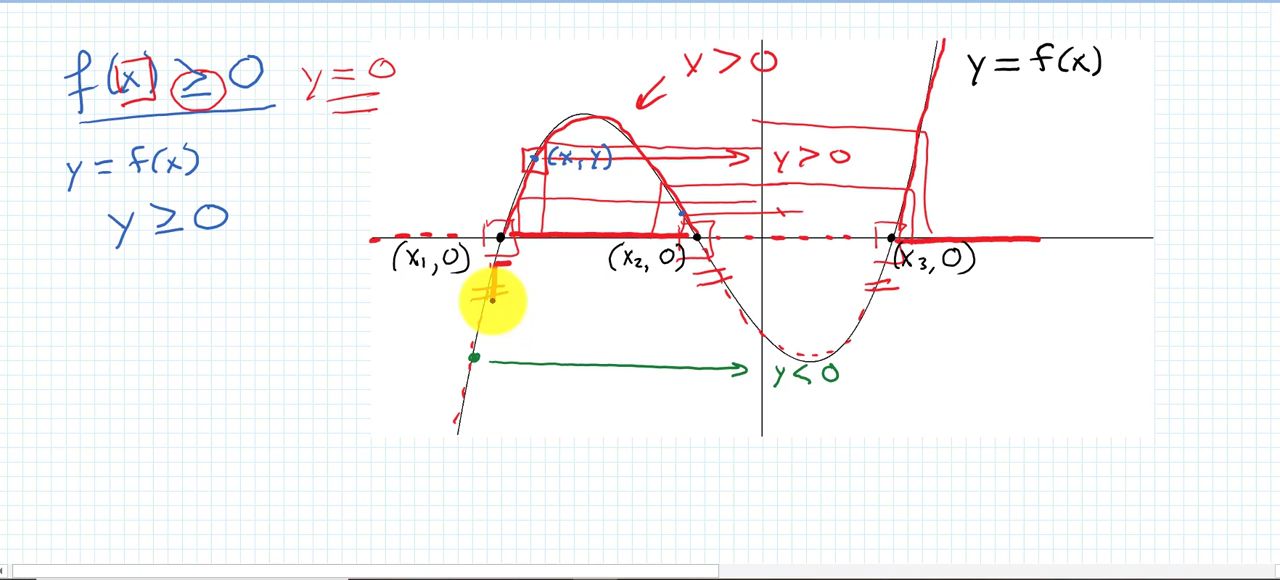 f(x) ≥ 0
y = 0
y = f(x)
y ≥ 0
y > 0
y = f(x)
(x, y)
y > 0
(x₁, 0)
(x₂, 0)
(x₃, 0)
y < 0